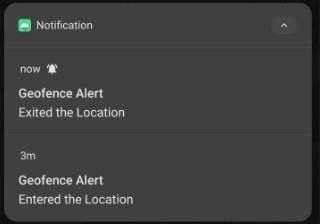 Notification
now
Geofence Alert
Exited the Location
3m
Geofence Alert
Entered the Location